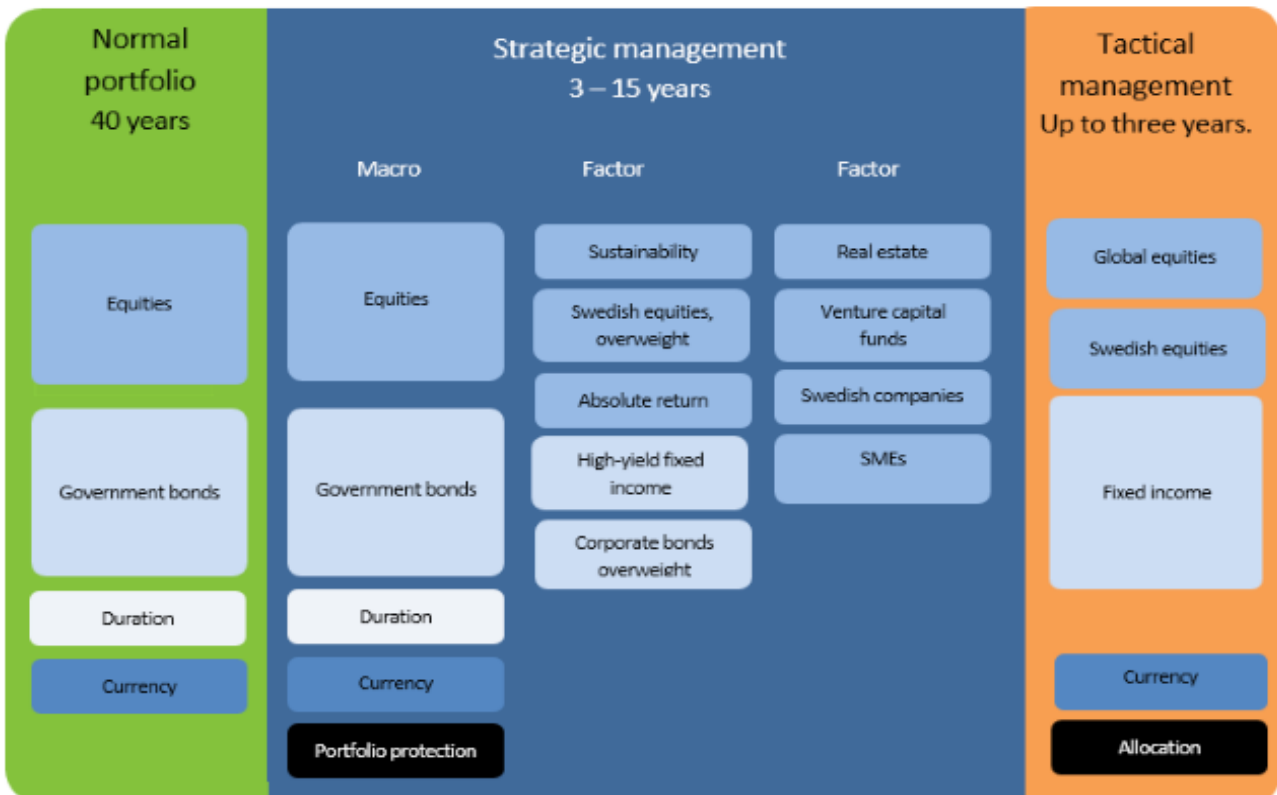 Normal
portfolio
40 years
Strategic management
3 – 15 years
Tactical
management
Up to three years.
Macro
Factor
Factor
Equities
Government bonds
Duration
Currency
Equities
Government bonds
Duration
Currency
Portfolio protection
Sustainability
Swedish equities,
overweight
Absolute return
High-yield fixed
income
Corporate bonds
overweight
Real estate
Venture capital
funds
Swedish companies
SMEs
Global equities
Swedish equities
Fixed income
Currency
Allocation